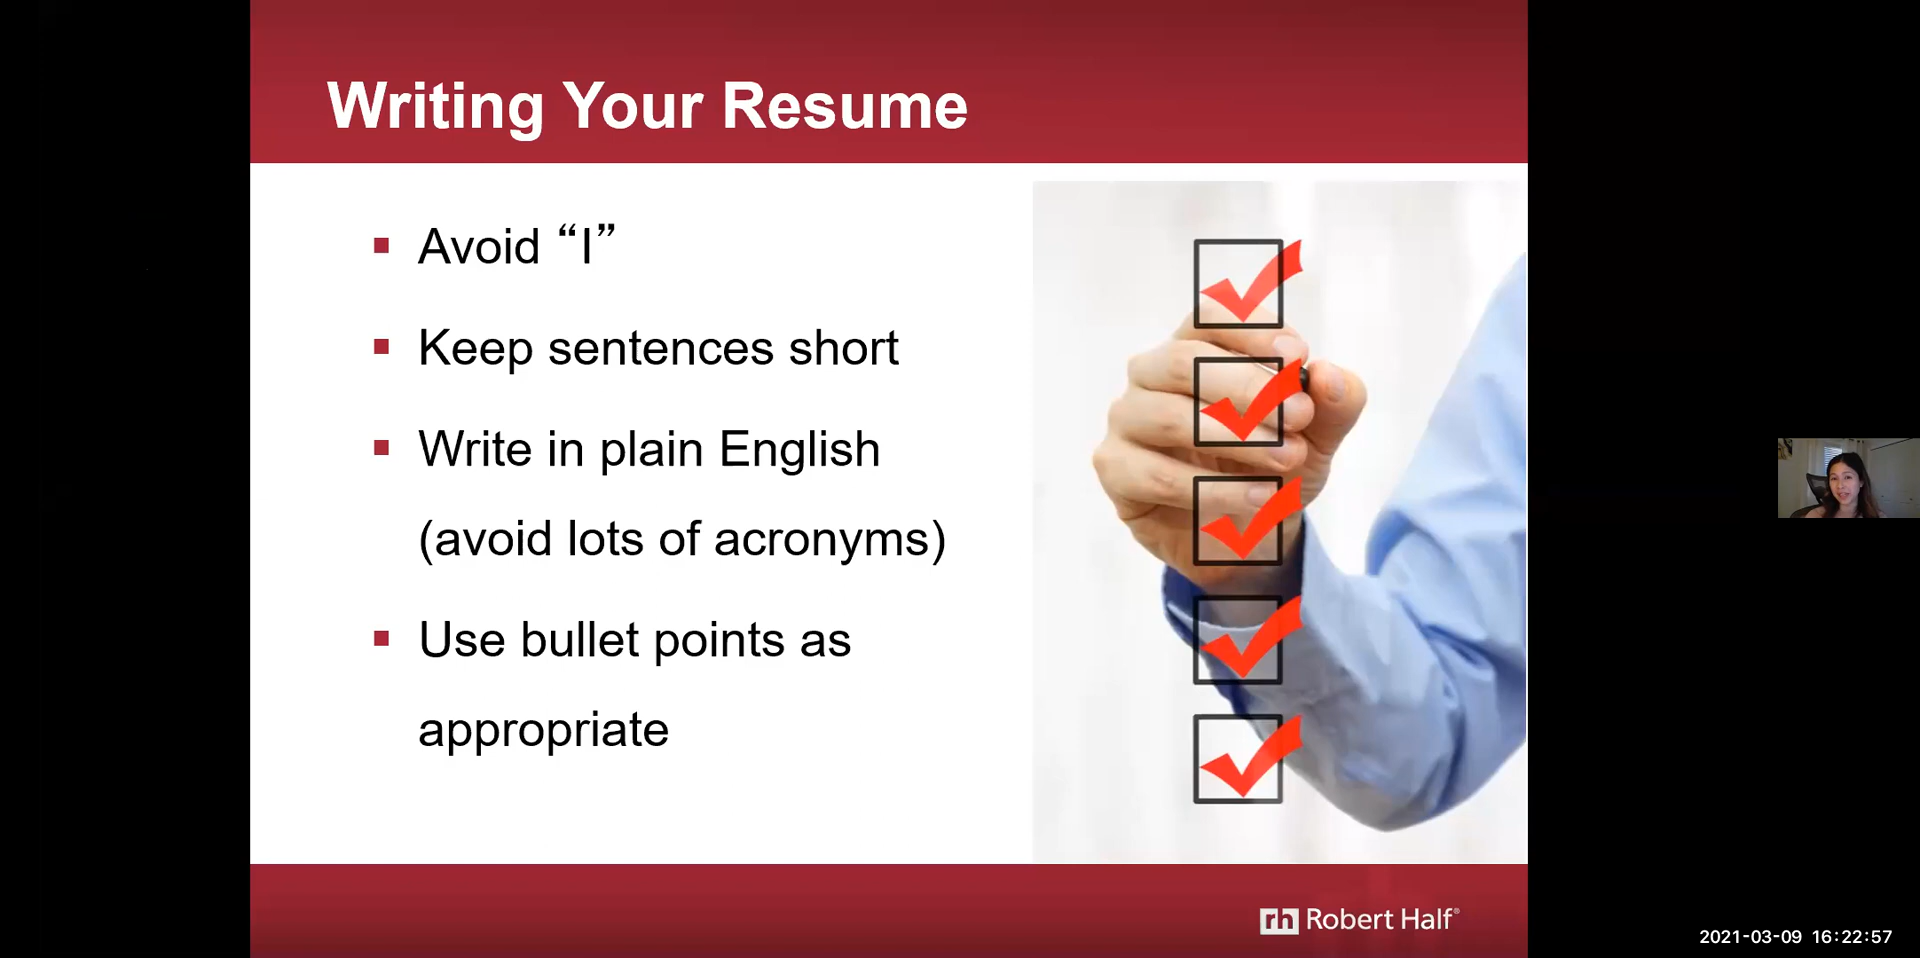 Writing Your Resume
Avoid “I”
Keep sentences short
Write in plain English
(avoid lots of acronyms)
Use bullet points as
appropriate
rh Robert Half®
2021-03-09 16:22:57